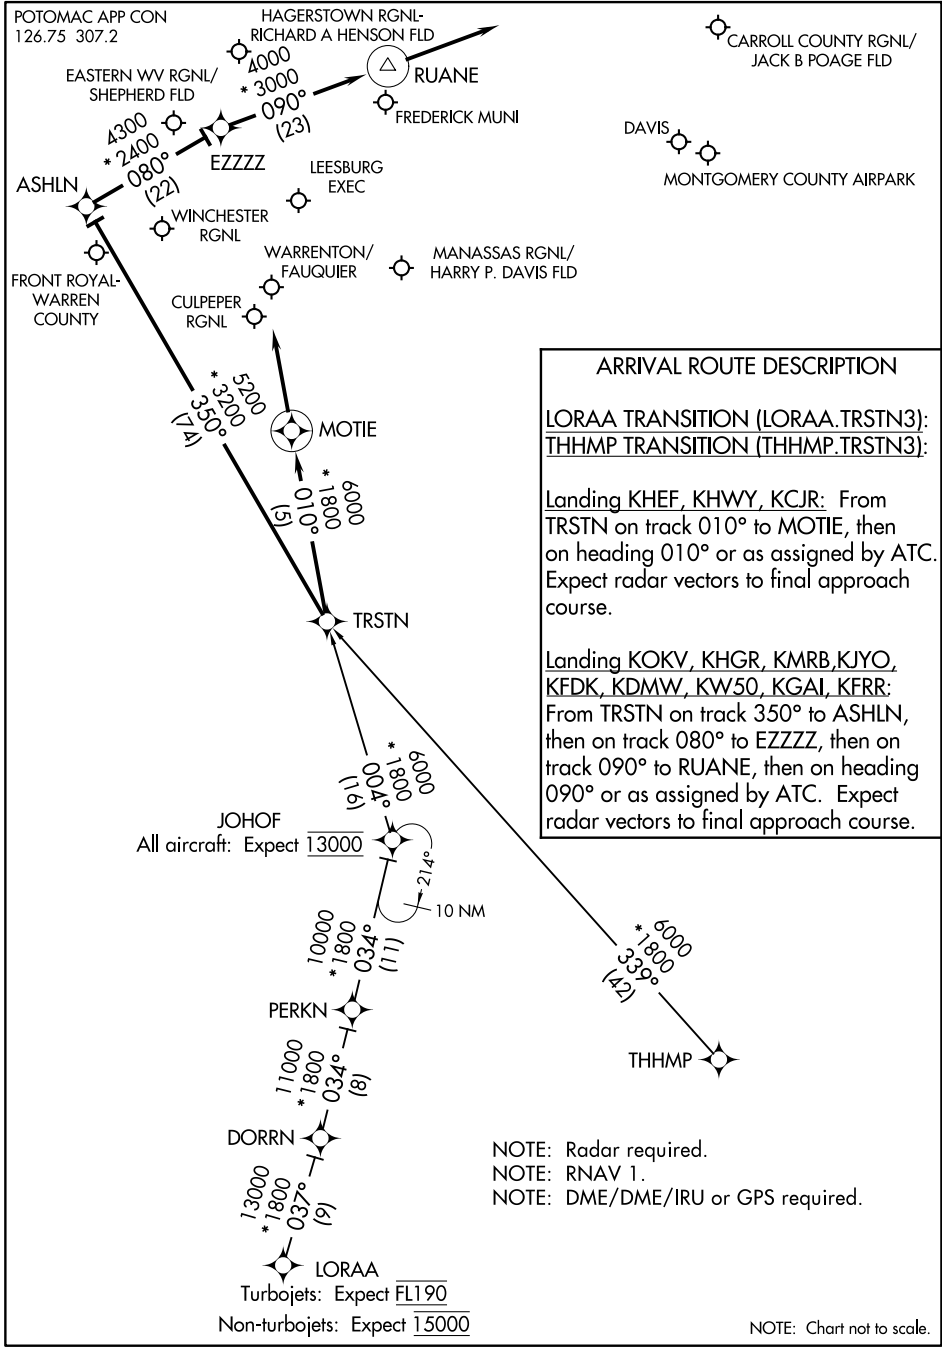 POTOMAC APP CON
126.75 307.2
HAGERSTOWN RGNL-
RICHARD A HENSON FLD
CARROLL COUNTY RGNL/
JACK B POAGE FLD
EASTERN WV RGNL/
SHEPHERD FLD
4000
* 3000
090°
(23)
RUANE
FREDERICK MUNI
4300
* 2400
080°
(22)
EZZZZ
DAVIS
MONTGOMERY COUNTY AIRPARK
ASHLN
LEESBURG
EXEC
WINCHESTER
RGNL
FRONT ROYAL-
WARREN
COUNTY
WARRENTON/
FAUQUIER
MANASSAS RGNL/
HARRY P. DAVIS FLD
CULPEPER
RGNL
5200
* 3200
350°
(74)
MOTIE
6000
* 1800
010°
(5)
TRSTN
ARRIVAL ROUTE DESCRIPTION
LORAA TRANSITION (LORAA.TRSTN3):
THHMP TRANSITION (THHMP.TRSTN3):
Landing KHEF, KHWY, KCJR: From
TRSTN on track 010° to MOTIE, then
on heading 010° or as assigned by ATC.
Expect radar vectors to final approach
course.
Landing KOKV, KHGR, KMRB,KJYO,
KFDK, KDMW, KW50, KGAI, KFRR:
From TRSTN on track 350° to ASHLN,
then on track 080° to EZZZZ, then on
track 090° to RUANE, then on heading
090° or as assigned by ATC. Expect
radar vectors to final approach course.
6000
* 1800
004°
(16)
JOHOF
All aircraft: Expect 13000
214°
10 NM
10000
* 1800
034°
(11)
6000
*1800
339°
(42)
PERKN
THHMP
11000
*1800
034°
(8)
DORRN
13000
*1800
037°
(9)
NOTE: Radar required.
NOTE: RNAV 1.
NOTE: DME/DME/IRU or GPS required.
LORAA
Turbojets: Expect FL190
Non-turbojets: Expect 15000
NOTE: Chart not to scale.